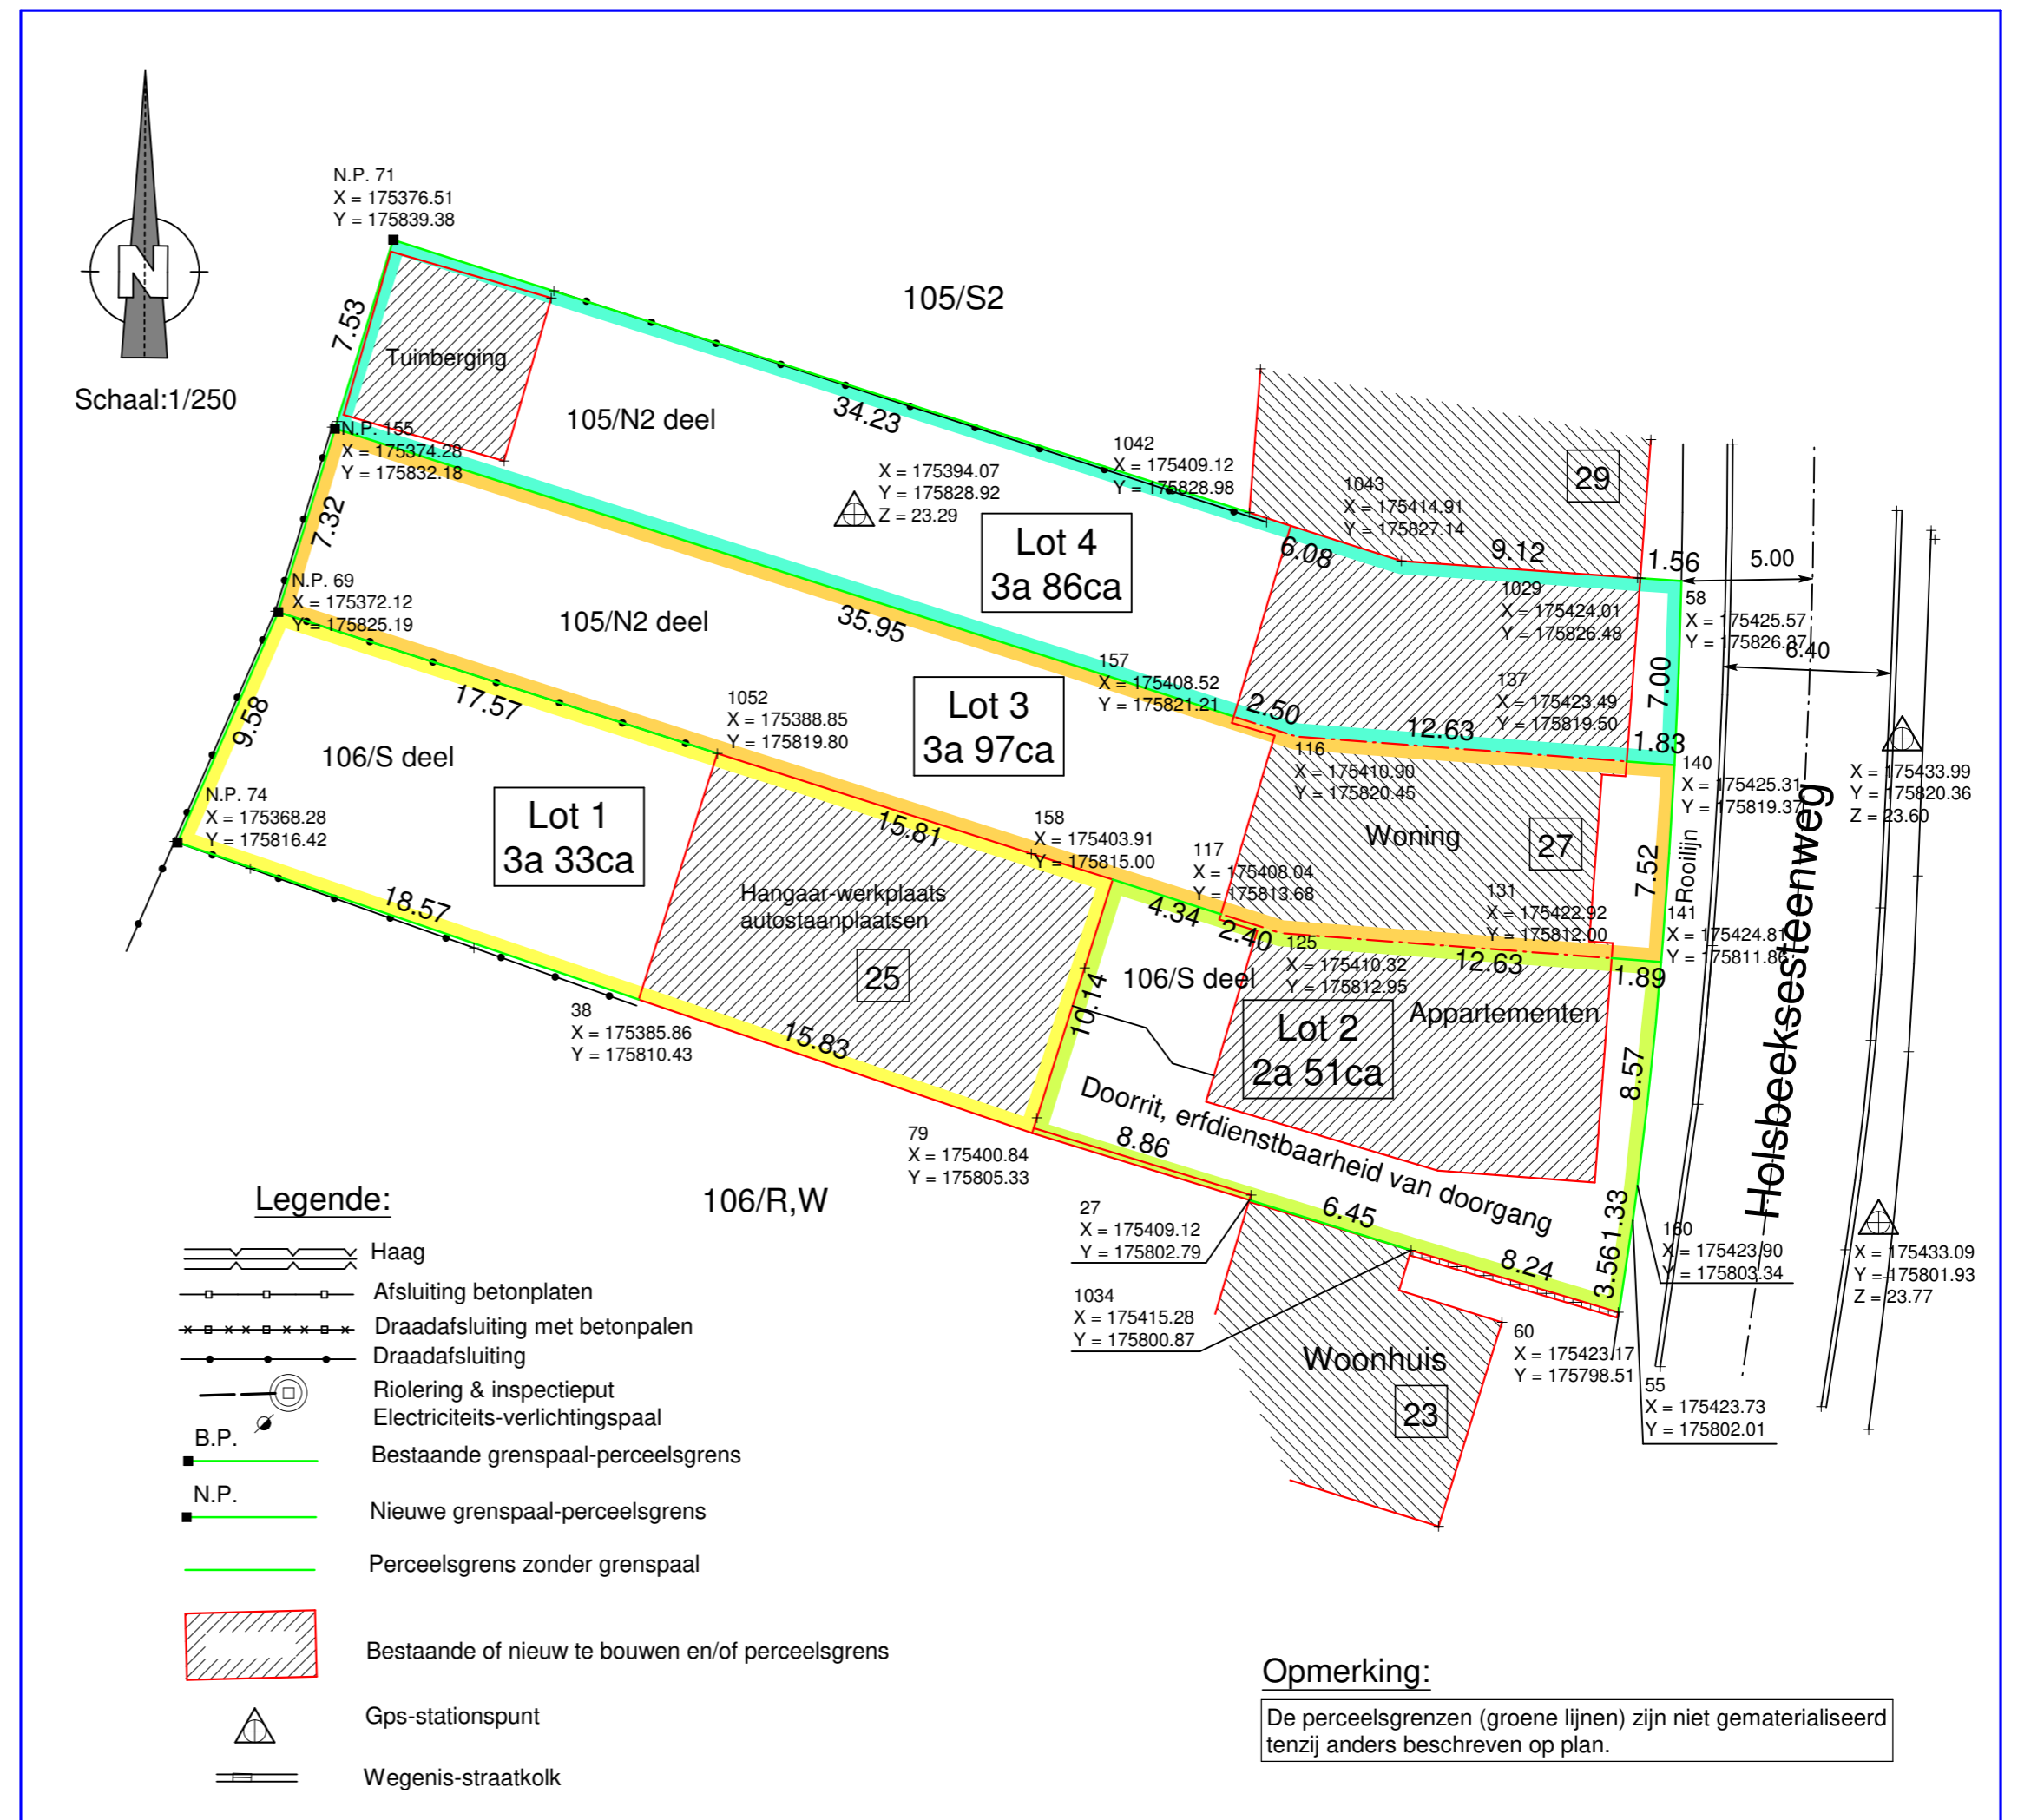 N
Schaal:1/250
N.P. 71
X = 175376.51
Y = 175839.38
105/S2
7.53
Tuinberging
105/N2 deel
34.23
N.P. 155
X = 175374.28
Y = 175832.18
X = 175394.07
Y = 175828.92
Z = 23.29
1042
X = 175409.12
Y = 175828.98
29
1043
X = 175414.91
Y = 175827.14
Lot 4
3a 86ca
6.08
9.12
1.56
5.00
7.32
1029
X = 175424.01
Y = 175826.48
58
X = 175425.57
Y = 175826.37
6.40
N.P. 69
X = 175372.12
Y = 175825.19
105/N2 deel
35.95
157
X = 175408.52
Y = 175821.21
137
X = 175423.49
Y = 175819.50
7.00
2.50
12.63
1.83
9.58
17.57
1052
X = 175388.85
Y = 175819.80
Lot 3
3a 97ca
106/S deel
116
X = 175410.90
Y = 175820.45
140
X = 175425.31
Y = 175819.37
X = 175433.99
Y = 175820.36
Z = 23.60
N.P. 74
X = 175368.28
Y = 175816.42
Lot 1
3a 33ca
15.81
158
X = 175403.91
Y = 175815.00
117
X = 175408.04
Y = 175813.68
Woning
27
Rooilijn
7.52
Holsbeeksesteenweg
18.57
Hangaar-werkplaats
autostaanplaatsen
25
4.34
2.40
131
X = 175422.92
Y = 175812.00
141
X = 175424.81
Y = 175811.86
125
X = 175410.32
Y = 175812.95
12.63
1.89
106/S deel
10.14
Appartementen
Lot 2
2a 51ca
8.57
38
X = 175385.86
Y = 175810.43
15.83
Doorrit, erfdienstbaarheid van doorgang
79
X = 175400.84
Y = 175805.33
8.86
6.45
8.24
1.33
3.56
106/R,W
27
X = 175409.12
Y = 175802.79
160
X = 175423.90
Y = 175803.34
X = 175433.09
Y = 175801.93
Z = 23.77
1034
X = 175415.28
Y = 175800.87
Woonhuis
23
60
X = 175423.17
Y = 175798.51
55
X = 175423.73
Y = 175802.01
Legende:
Haag
Afsluiting betonplaten
Draadafsluiting met betonpalen
Draadafsluiting
Riolering & inspectieput
Electriciteits-verlichtingspaal
B.P.
Bestaande grenspaal-perceelsgrens
N.P.
Nieuwe grenspaal-perceelsgrens
Perceelsgrens zonder grenspaal
Bestaande of nieuw te bouwen en/of perceelsgrens
Gps-stationspunt
Wegenis-straatkolk
Opmerking:
De perceelsgrenzen (groene lijnen) zijn niet gematerialiseerd
tenzij anders beschreven op plan.